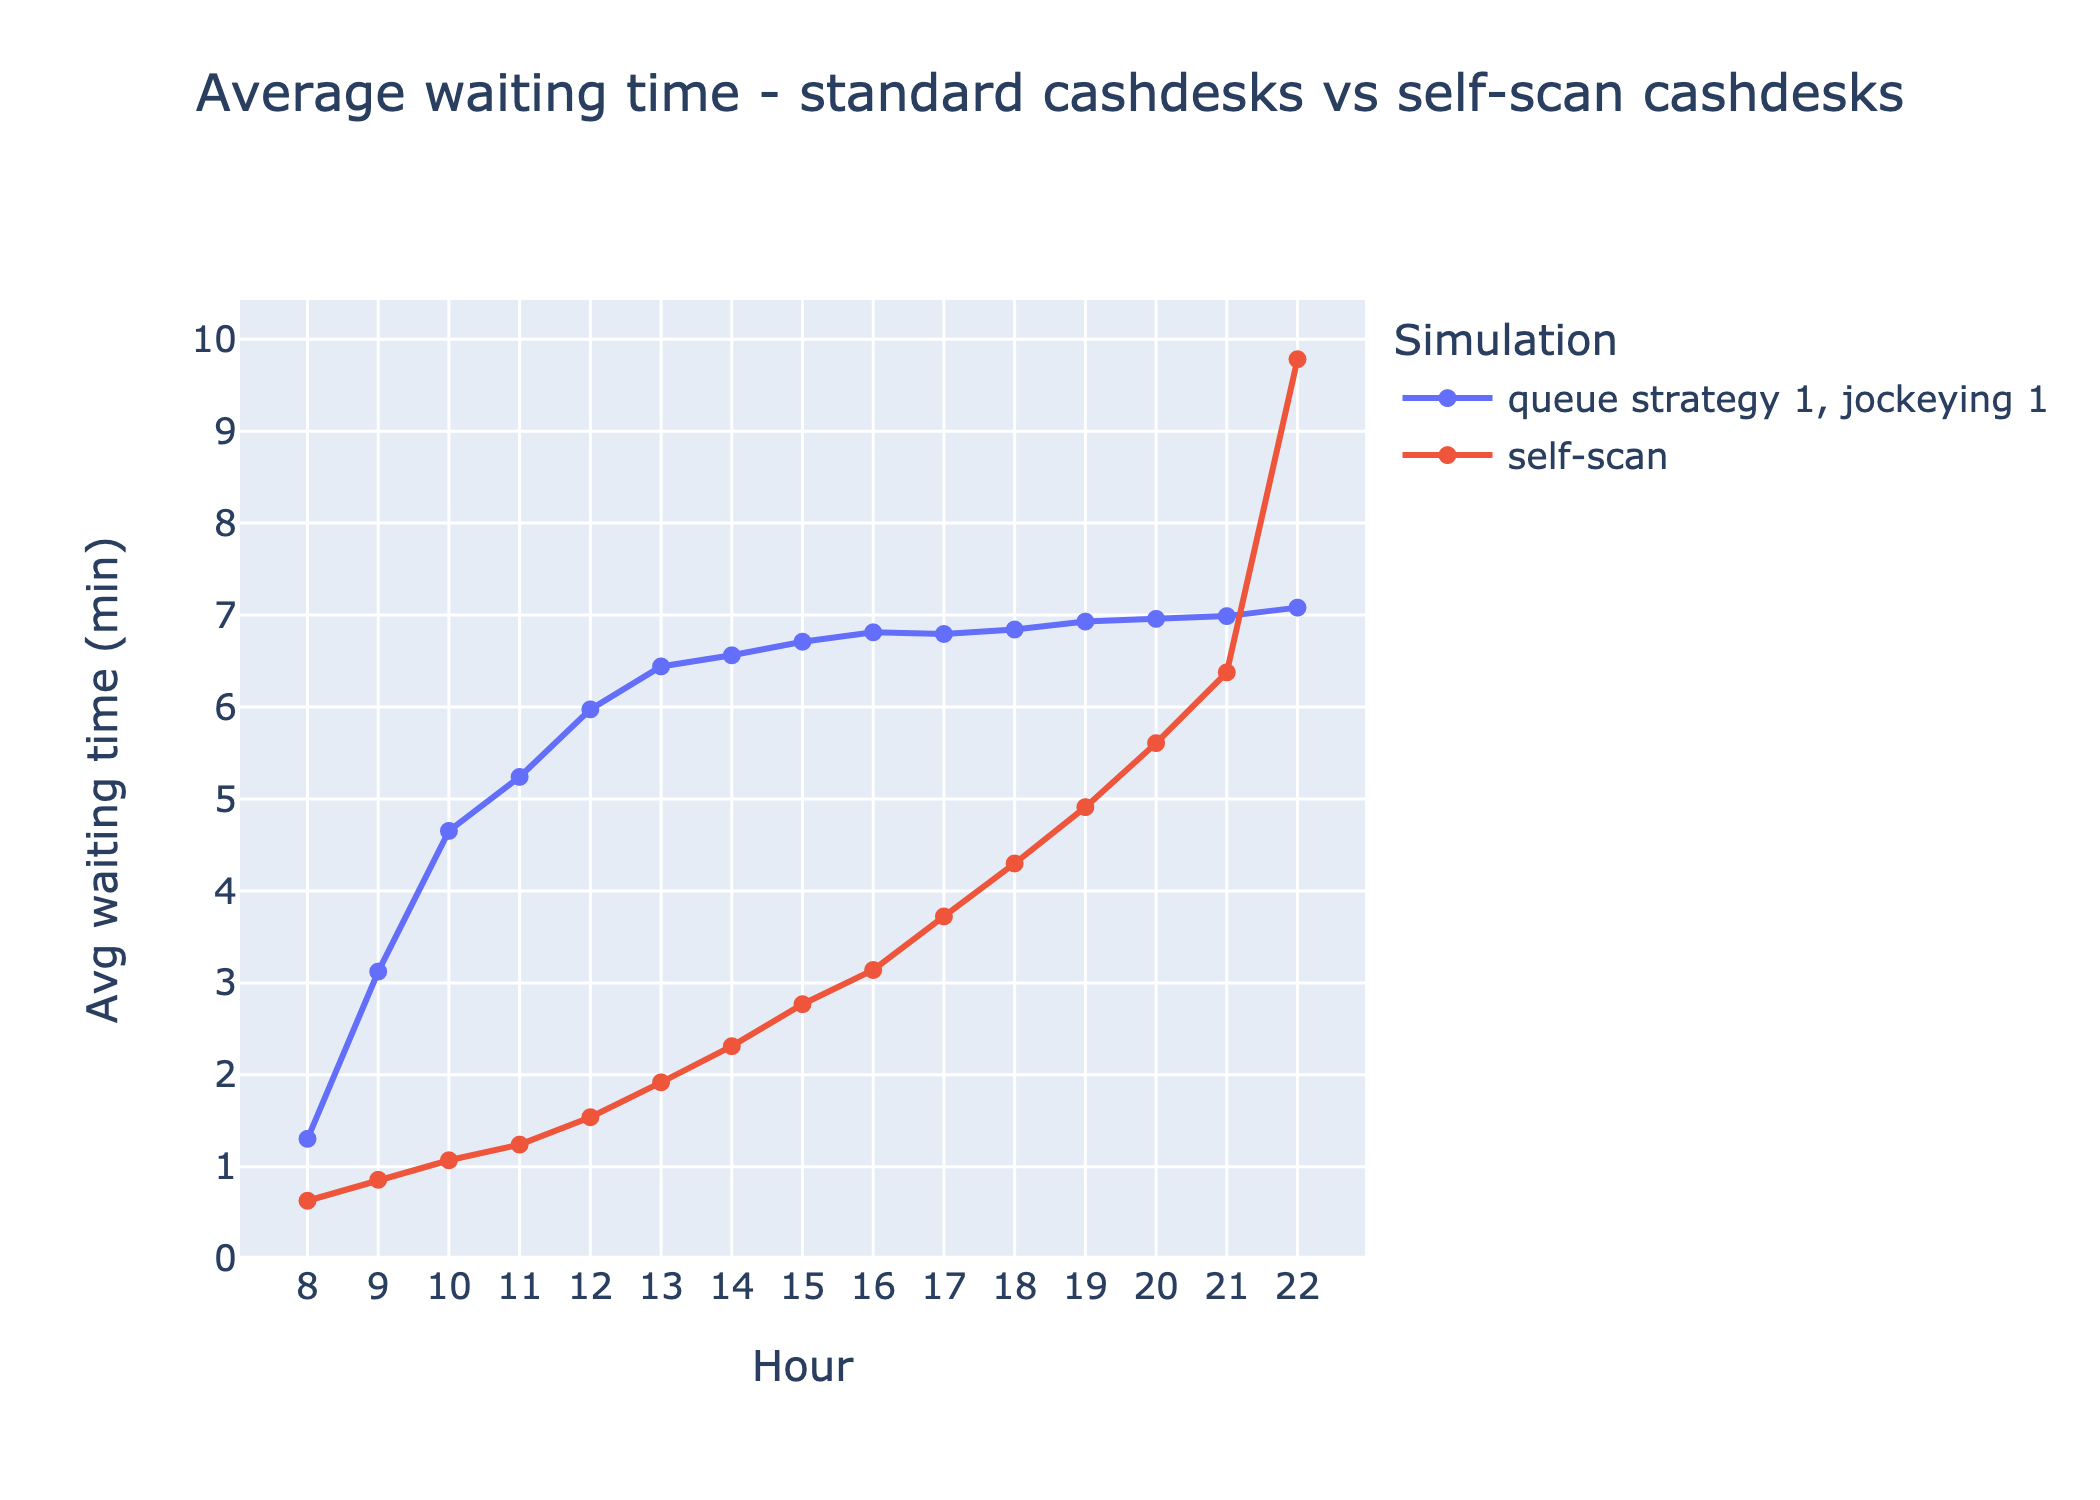 Average waiting time - standard cashdesks vs self-scan cashdesks
Simulation
queue strategy 1, jockeying 1
self-scan
Avg waiting time (min)
10
9
8
7
6
5
4
3
2
1
0
8 9 10 11 12 13 14 15 16 17 18 19 20 21 22
Hour